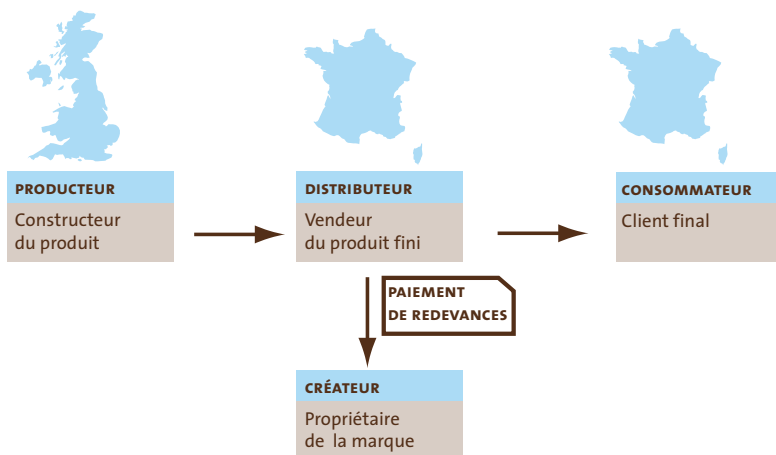 PRODUCTEUR
Constructeur
du produit
DISTRIBUTEUR
Vendeur
du produit fini
CONSOMMATEUR
Client final
PAIEMENT
DE REDEVANCES
CRÉATEUR
Propriétaire
de la marque